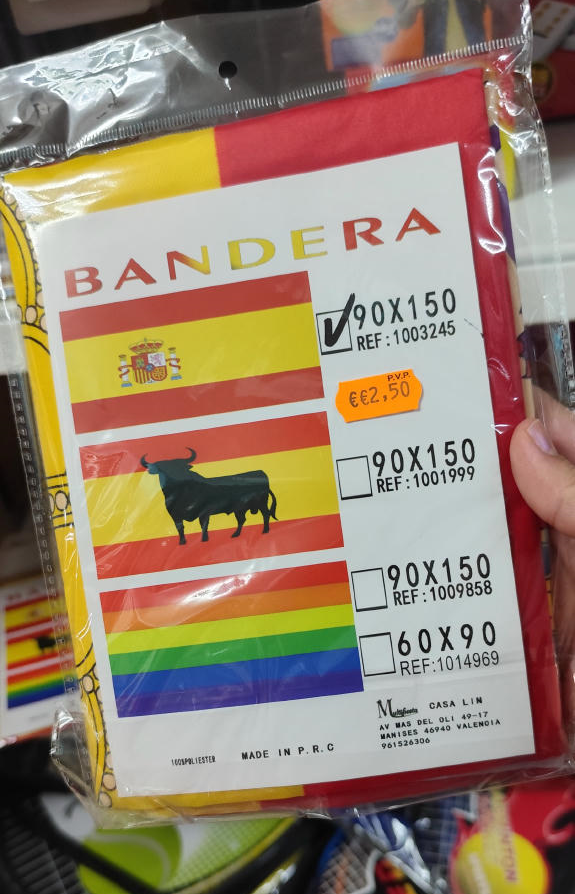 BANDERA
90X150
REF:1003245
P.V.P.
€€2,50
90X150
REF:1001999
90X150
REF:1009858
60X90
REF:1014969
Multifiesta CASA LIN
AV MAS DEL OLI 49-17
MANISES 46940 VALENCIA
961526306
100%POLIESTER MADE IN P.R.C